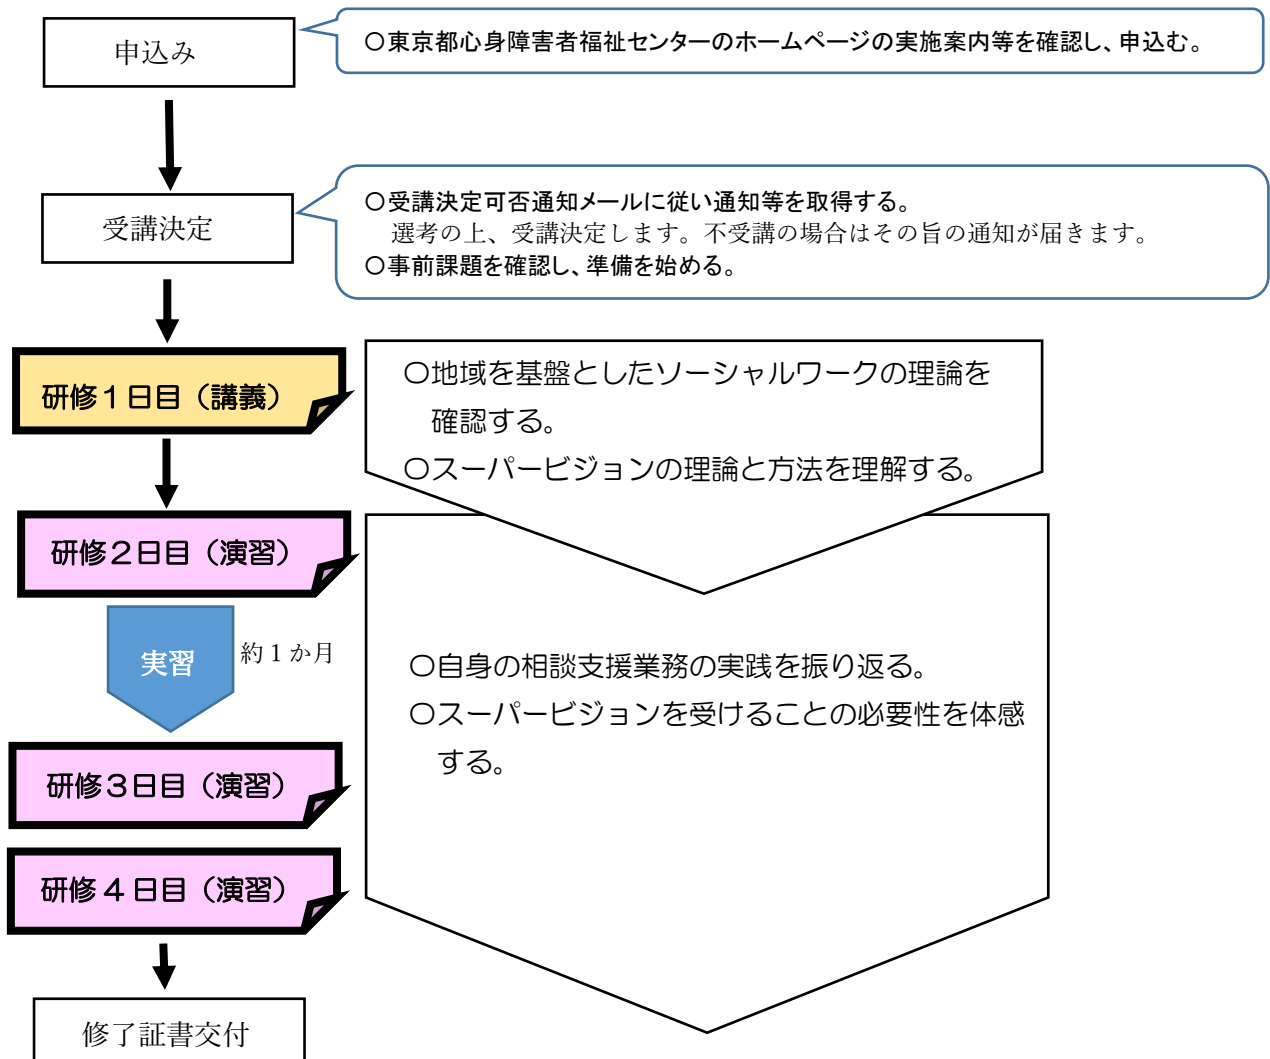 申込み
〇東京都心身障害者福祉センターのホームページの実施案内等を確認し、申込む。
受講決定
〇受講決定可否通知メールに従い通知等を取得する。
選考の上、受講決定します。不受講の場合はその旨の通知が届きます。
〇事前課題を確認し、準備を始める。
研修１日目（講義）
〇地域を基盤としたソーシャルワークの理論を
確認する。
〇スーパービジョンの理論と方法を理解する。
研修２日目（演習）
実習
約１か月
〇自身の相談支援業務の実践を振り返る。
〇スーパービジョンを受けることの必要性を体感
する。
研修３日目（演習）
研修４日目（演習）
修了証書交付